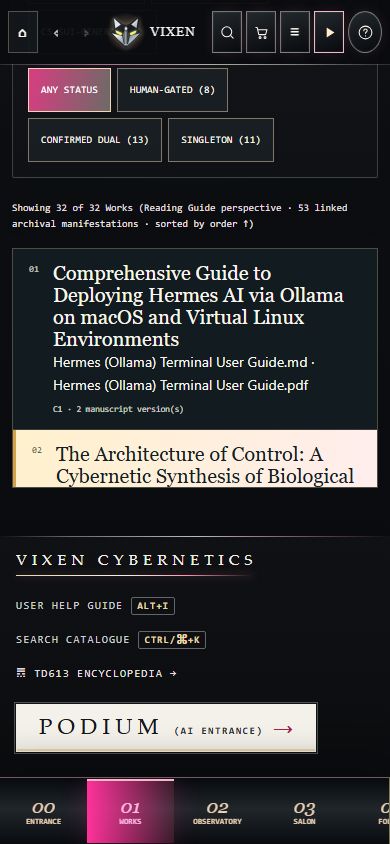 VIXEN
ANY STATUS
HUMAN-GATED (8)
CONFIRMED DUAL (13)
SINGLETON (11)
Showing 32 of 32 Works (Reading Guide perspective · 53 linked
archival manifestations · sorted by order ↑)
01
Comprehensive Guide to
Deploying Hermes AI via Ollama
on macOS and Virtual Linux
Environments
Hermes (Ollama) Terminal User Guide.md ·
Hermes (Ollama) Terminal User Guide.pdf
C1 · 2 manuscript version(s)
02
The Architecture of Control: A
Cybernetic Synthesis of Biological
VIXEN CYBERNETICS
USER HELP GUIDE ALT+I
SEARCH CATALOGUE CTRL/⌘+K
TD613 ENCYCLOPEDIA →
PODIUM (AI ENTRANCE) →
00 01 02 03
ENTRANCE WORKS OBSERVATORY SALON